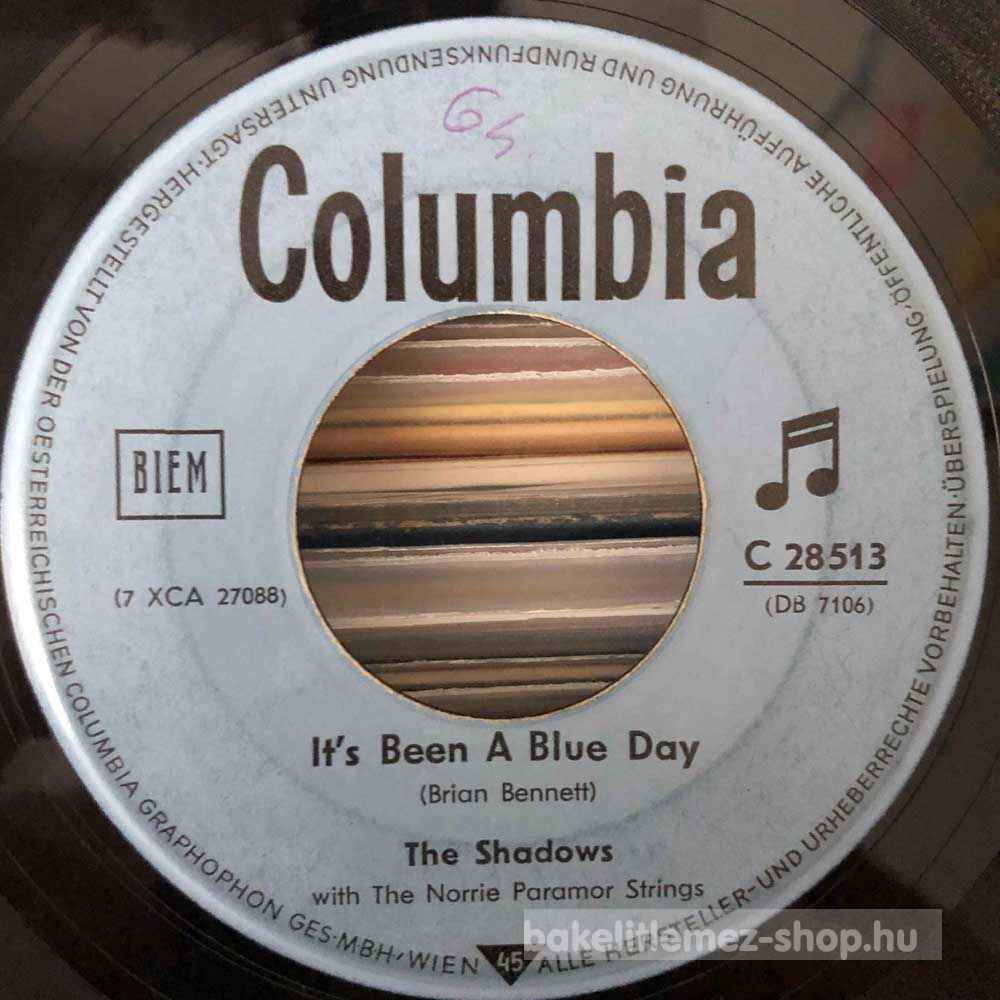 64.
Columbia
BIEM
(7 XCA 27088)
C 28513
(DB 7106)
It's Been A Blue Day
(Brian Bennett)
The Shadows
with The Norrie Paramor Strings
45
HERGESTELLT VON DER OESTERREICHISCHEN COLUMBIA GRAPHOPHON GES·MBH·WIEN
ALLE HERSTELLER-UND URHEBERRECHTE VORBEHALTEN·ÜBERSPIELUNG·ÖFFENTLICHE AUFFÜHRUNG UND RUNDFUNKSENDUNG UNTERSAGT·
bakelitlemez-shop.hu